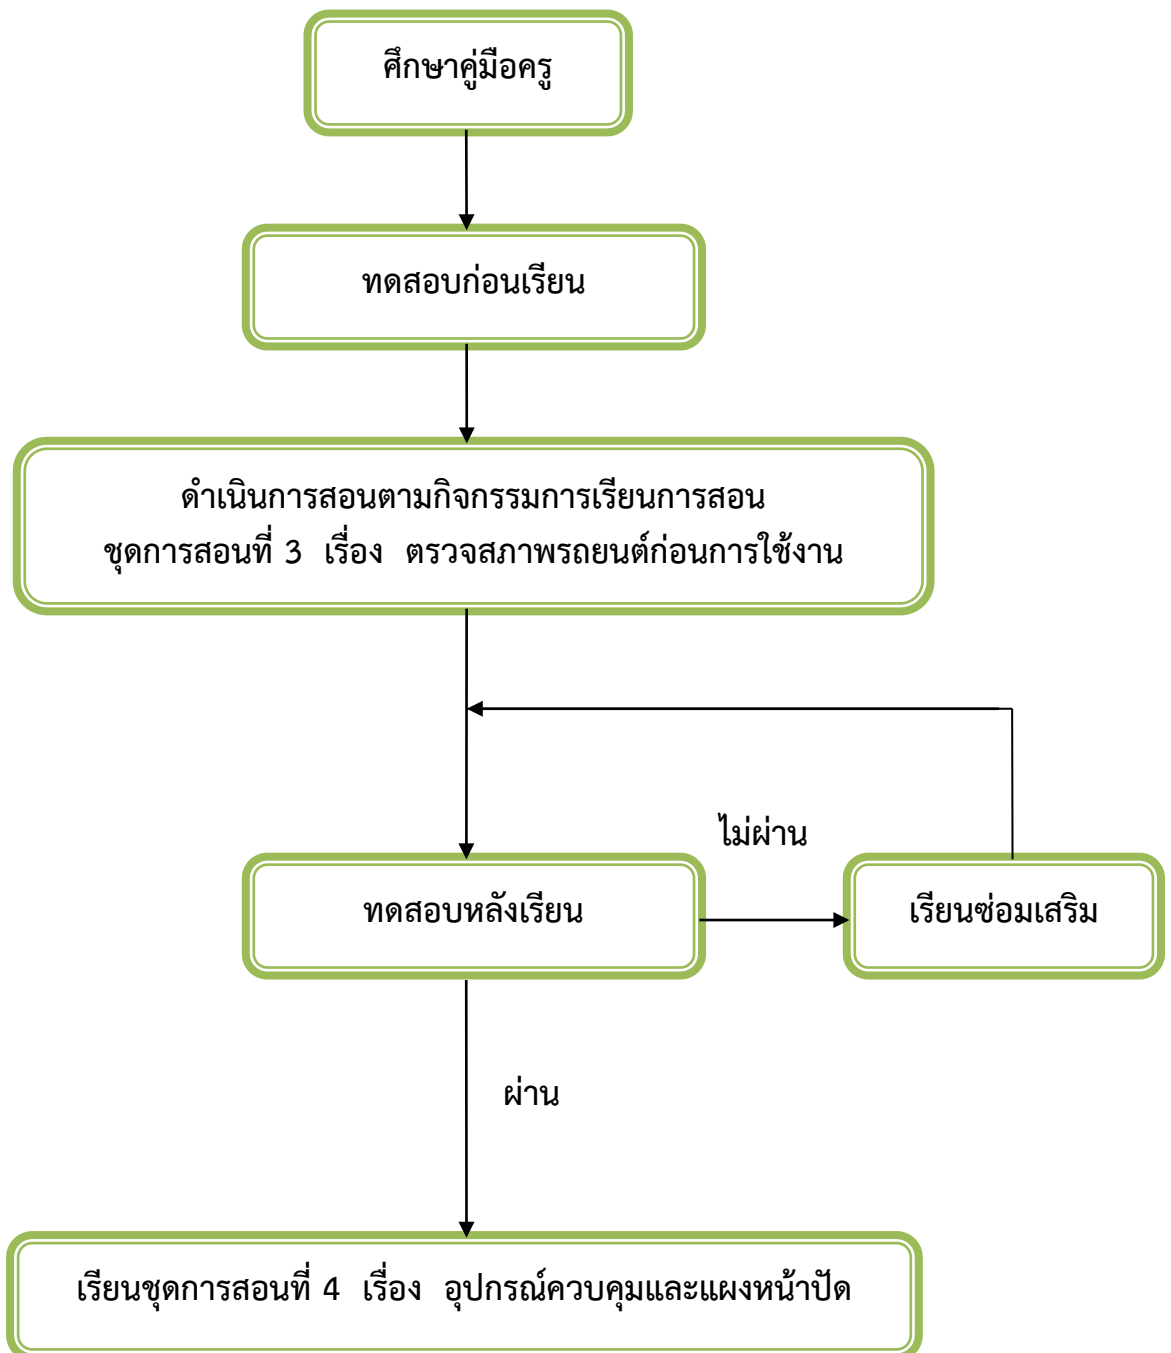 ศึกษาคู่มือครู
ทดสอบก่อนเรียน
ดำเนินการสอนตามกิจกรรมการเรียนการสอน
ชุดการสอนที่ 3 เรื่อง ตรวจสภาพรถยนต์ก่อนการใช้งาน
ไม่ผ่าน
ทดสอบหลังเรียน
เรียนซ่อมเสริม
ผ่าน
เรียนชุดการสอนที่ 4 เรื่อง อุปกรณ์ควบคุมและแผงหน้าปัด